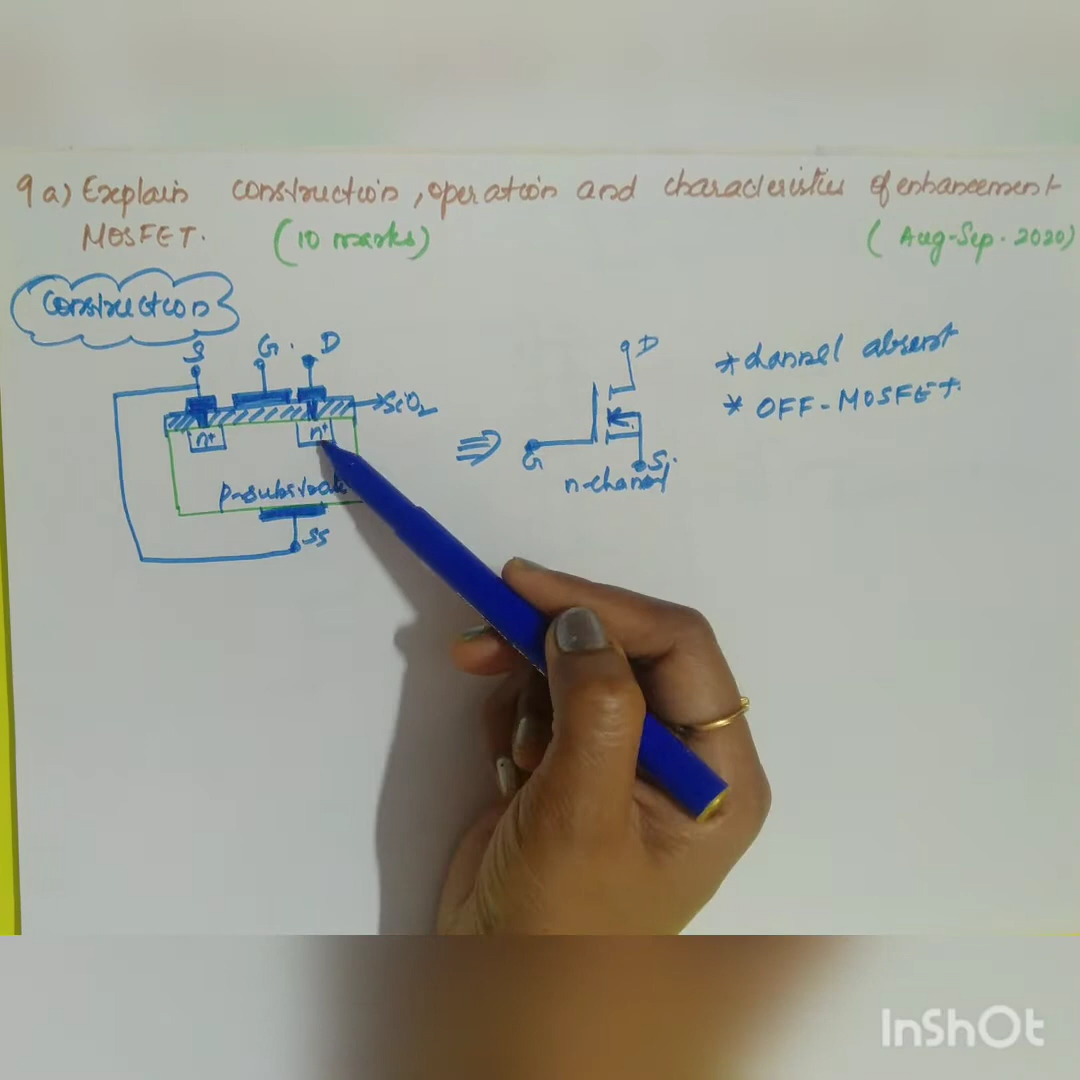 9 a) Explain construction, operation and characteristics of enhancement
MOSFET. (10 marks) (Aug-Sep. 2020)
Construction
S G. D
SiO2
n+ n+
p-substrate
SS
⇒
D
G
S.
n-channel
* channel absent
* OFF-MOSFET.
InShOt